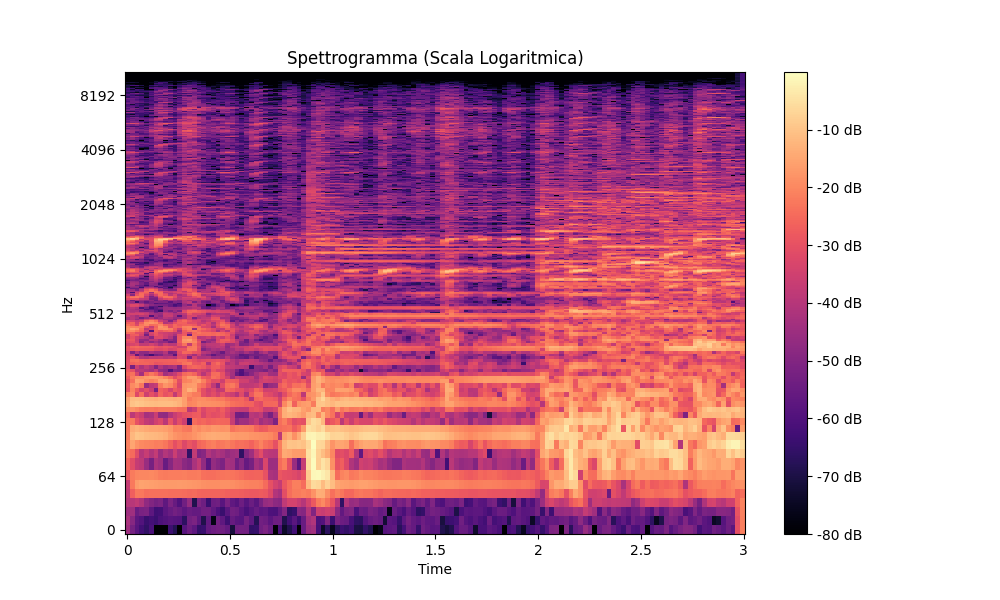 Spettrogramma (Scala Logaritmica)
Hz
8192
4096
2048
1024
512
256
128
64
0
0
0.5
1
1.5
2
2.5
3
Time
-10 dB
-20 dB
-30 dB
-40 dB
-50 dB
-60 dB
-70 dB
-80 dB